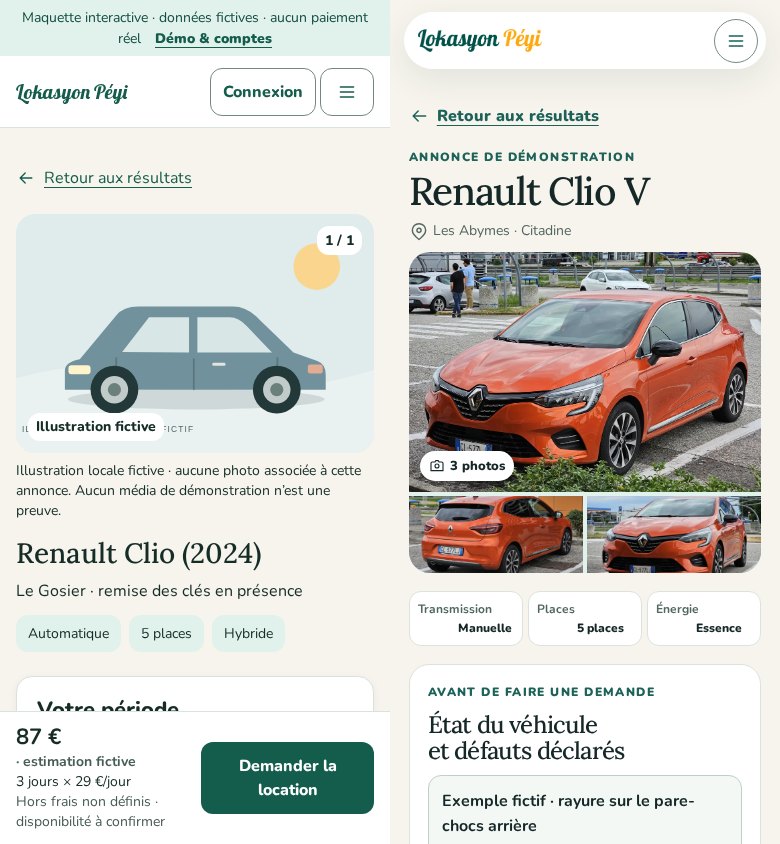 Maquette interactive · données fictives · aucun paiement
réel Démo & comptes
Lokasyon Péyi
Connexion
Retour aux résultats
1 / 1
Illustration fictive
FICTIF
Illustration locale fictive · aucune photo associée à cette
annonce. Aucun média de démonstration n’est une
preuve.
Renault Clio (2024)
Le Gosier · remise des clés en présence
Automatique
5 places
Hybride
Votre période
87 €
· estimation fictive
3 jours × 29 €/jour
Hors frais non définis ·
disponibilité à confirmer
Demander la
location
Lokasyon Péyi
Retour aux résultats
ANNONCE DE DÉMONSTRATION
Renault Clio V
Les Abymes · Citadine
3 photos
Transmission
Manuelle
Places
5 places
Énergie
Essence
AVANT DE FAIRE UNE DEMANDE
État du véhicule
et défauts déclarés
Exemple fictif · rayure sur le pare-
chocs arrière